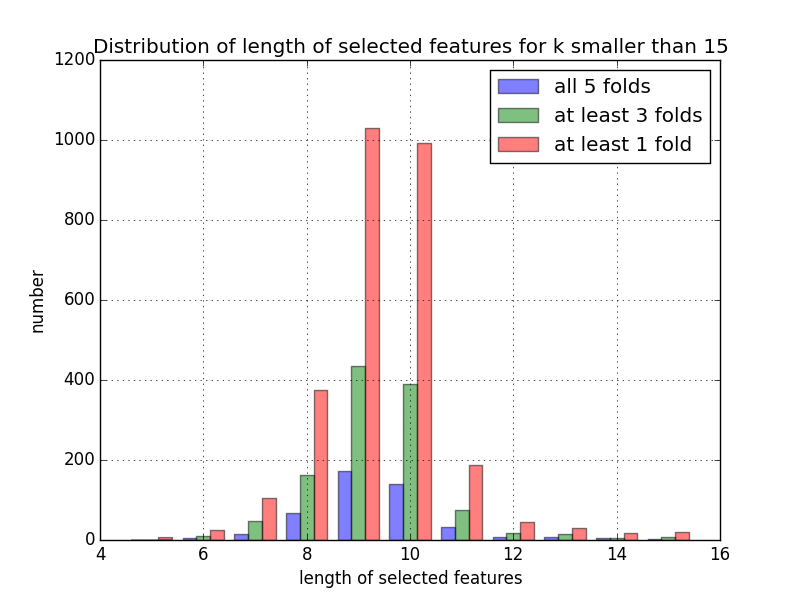 Distribution of length of selected features for k smaller than 15
1200
1000
800
600
400
200
0
number
all 5 folds
at least 3 folds
at least 1 fold
4 6 8 10 12 14 16
length of selected features